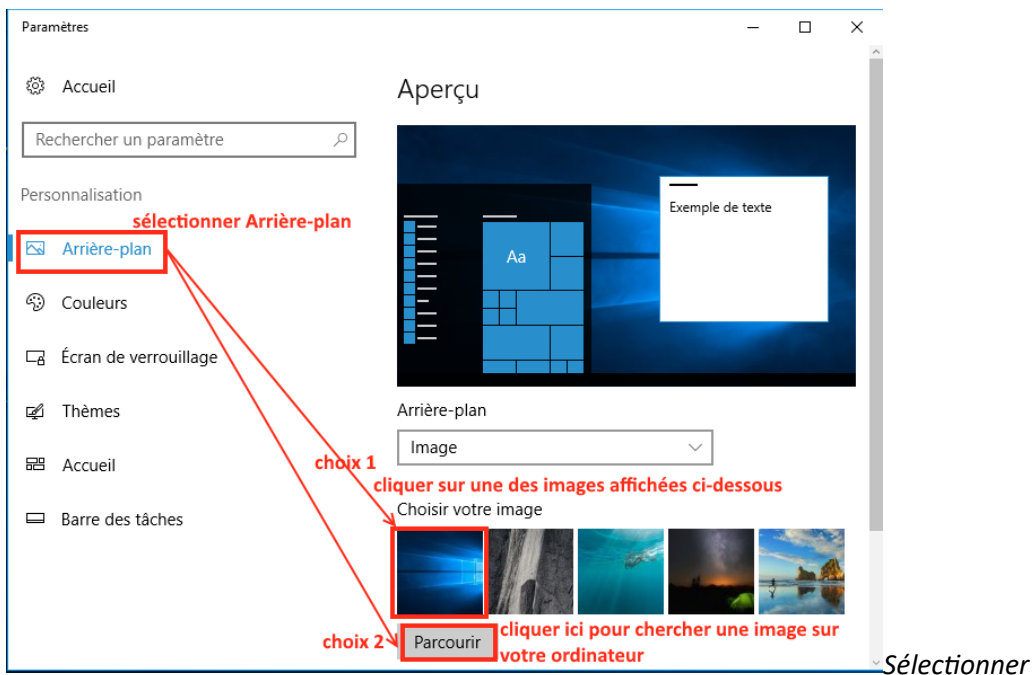 Paramètres
Accueil
Rechercher un paramètre
Personnalisation
sélectionner Arrière-plan
Arrière-plan
Couleurs
Écran de verrouillage
Thèmes
Accueil
Barre des tâches
Aperçu
Exemple de texte
Aa
Arrière-plan
Image
choix 1
cliquer sur une des images affichées ci-dessous
Choisir votre image
choix 2
Parcourir
cliquer ici pour chercher une image sur
votre ordinateur
Sélectionner